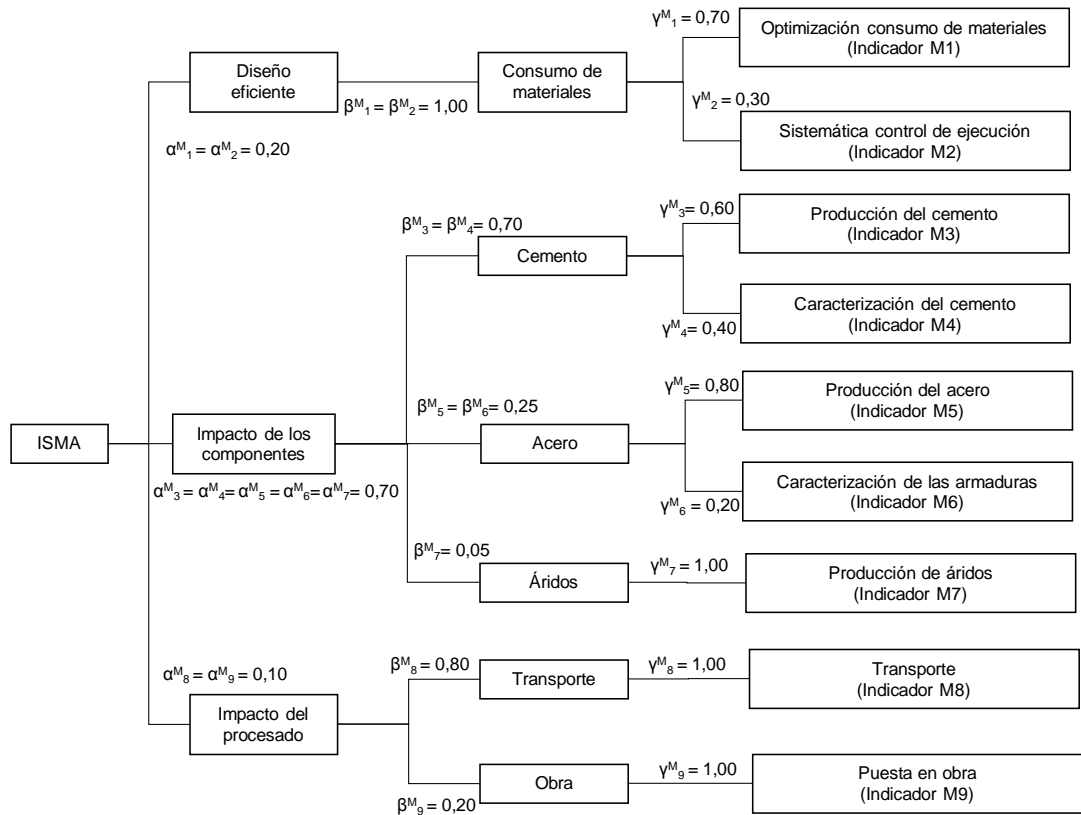 γᴹ₁= 0,70
Optimización consumo de materiales
(Indicador M1)
Diseño
eficiente
Consumo de
materiales
βᴹ₁ = βᴹ₂ = 1,00
γᴹ₂ = 0,30
Sistemática control de ejecución
(Indicador M2)
αᴹ₁= αᴹ₂= 0,20
βᴹ₃ = βᴹ₄= 0,70
γᴹ₃= 0,60
Producción del cemento
(Indicador M3)
Cemento
γᴹ₄= 0,40
Caracterización del cemento
(Indicador M4)
βᴹ₅ = βᴹ₆= 0,25
γᴹ₅= 0,80
Producción del acero
(Indicador M5)
ISMA
Impacto de los
componentes
Acero
αᴹ₃ = αᴹ₄= αᴹ₅ = αᴹ₆= αᴹ₇= 0,70
γᴹ₆ = 0,20
Caracterización de las armaduras
(Indicador M6)
βᴹ₇= 0,05
Áridos
γᴹ₇ = 1,00
Producción de áridos
(Indicador M7)
αᴹ₈ = αᴹ₉ = 0,10
βᴹ₈ = 0,80
Transporte
γᴹ₈ = 1,00
Transporte
(Indicador M8)
Impacto del
procesado
βᴹ₉ = 0,20
Obra
γᴹ₉ = 1,00
Puesta en obra
(Indicador M9)